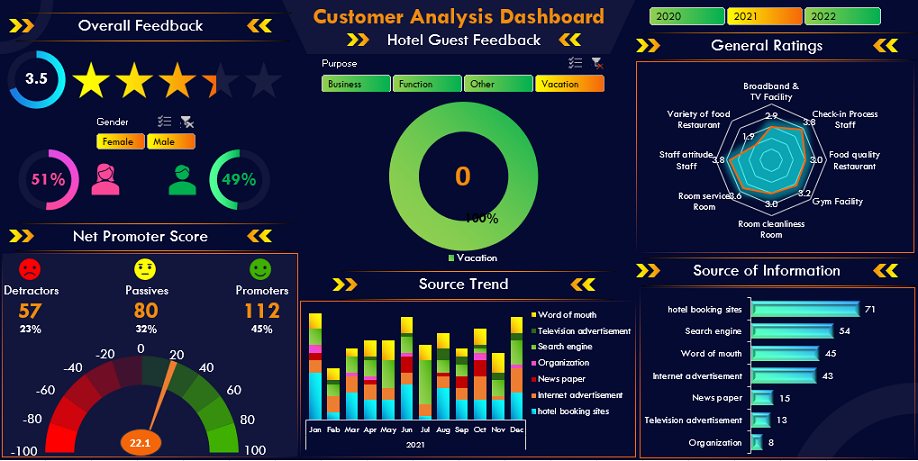 Customer Analysis Dashboard
Hotel Guest Feedback
Overall Feedback
3.5
Gender
Female
Male
51%
49%
Net Promoter Score
Detractors
Passives
Promoters
57
80
112
23%
32%
45%
-100
-80
-60
-40
-20
0
20
40
60
80
100
22.1
Purpose
Business
Function
Other
Vacation
0
100%
Vacation
Source Trend
Word of mouth
Television advertisement
Search engine
Organization
News paper
Internet advertisement
hotel booking sites
Jan
Feb
Mar
Apr
May
Jun
Jul
Aug
Sep
Oct
Nov
Dec
2021
2020
2021
2022
General Ratings
Broadband &
TV Facility
2.9
Check-in Process
Staff
3.8
Food quality
Restaurant
3.0
Gym Facility
3.2
Room cleanliness
Room
3.0
Room service
Room
3.6
Staff attitude
Staff
3.8
Variety of food
Restaurant
1.9
Source of Information
hotel booking sites 71
Search engine 54
Word of mouth 45
Internet advertisement 43
News paper 15
Television advertisement 13
Organization 8